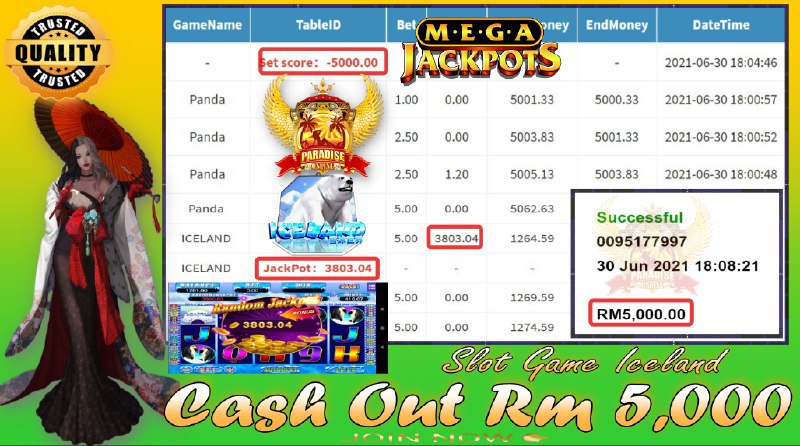 TRUSTED
QUALITY
TRUSTED
GameName TableID Bet Money EndMoney DateTime
MEGA
JACKPOTS
- Set score: -5000.00 - 2021-06-30 18:04:46
Panda 1.00 0.00 5001.33 5000.33 2021-06-30 18:00:57
Panda 2.50 0.00 5003.83 5001.33 2021-06-30 18:00:52
PARADISE
Panda 2.50 1.20 5005.13 5003.83 2021-06-30 18:00:48
Panda 5.00 0.00 5062.63
ICELAND
ICELAND 5.00 3803.04 1264.59
ICELAND JackPot: 3803.04 - - -
5.00 0.00 1269.59
5.00 0.00 1274.59
Successful
0095177997
30 Jun 2021 18:08:21
RM5,000.00
Random Jackpot
BONUS
3803.04
Slot Game Iceland
Cash Out Rm 5,000
JOIN NOW